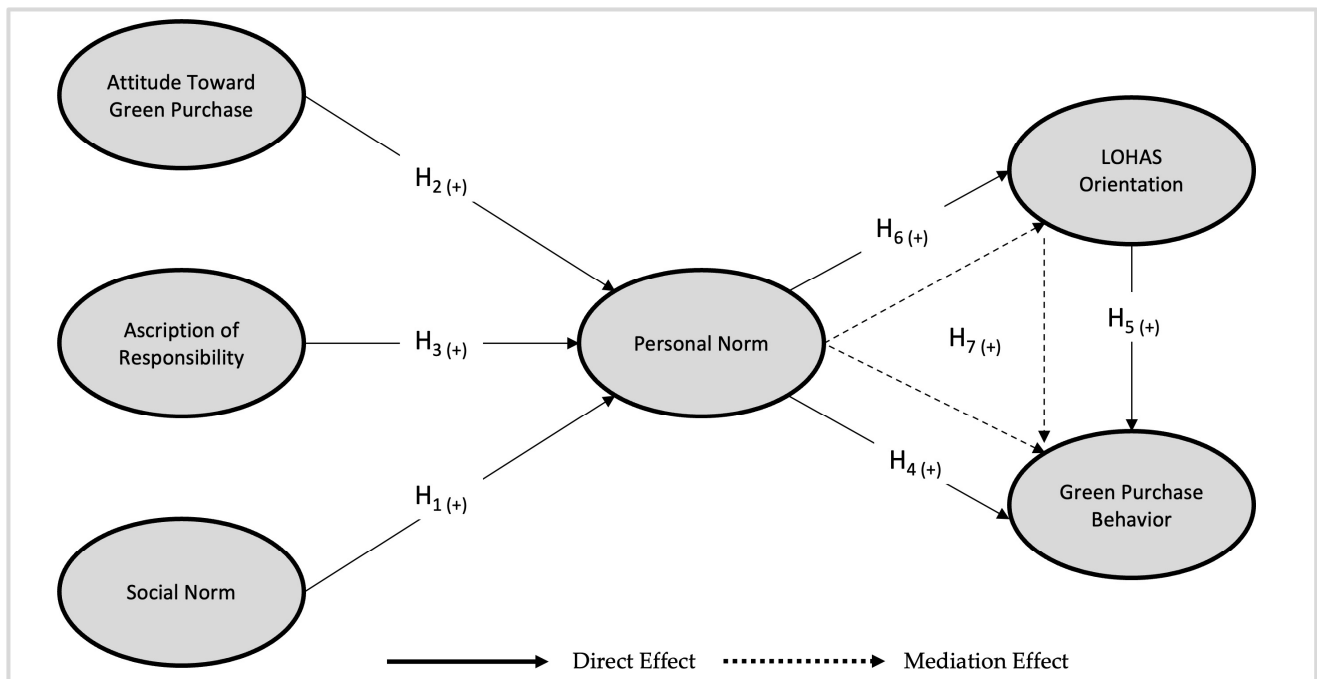 Attitude Toward
Green Purchase
H2 (+)
Ascription of
Responsibility
H3 (+)
Social Norm
H1 (+)
Personal Norm
H6 (+)
H7 (+)
H4 (+)
LOHAS
Orientation
H5 (+)
Green Purchase
Behavior
Direct Effect
Mediation Effect